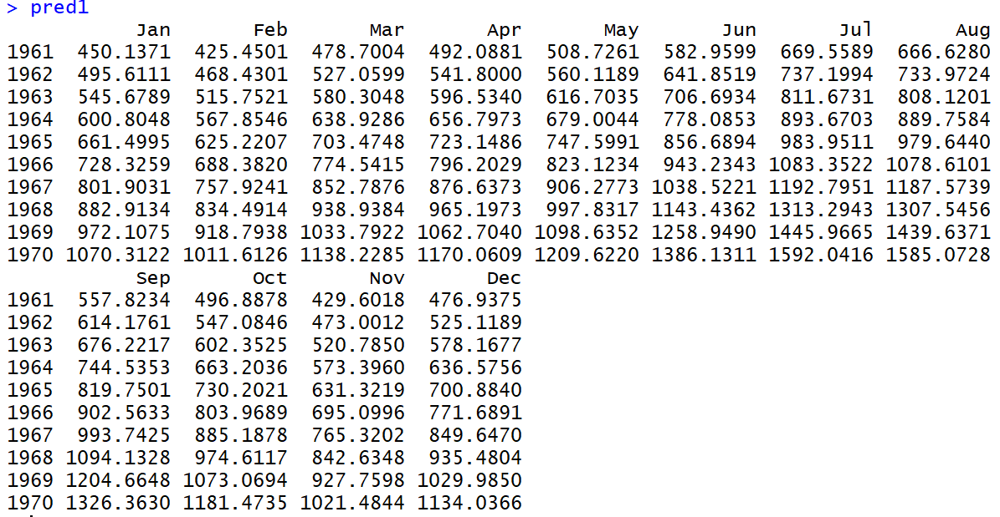 > pred1
Jan Feb Mar Apr May Jun Jul Aug
1961 450.1371 425.4501 478.7004 492.0881 508.7261 582.9599 669.5589 666.6280
1962 495.6111 468.4301 527.0599 541.8000 560.1189 641.8519 737.1994 733.9724
1963 545.6789 515.7521 580.3048 596.5340 616.7035 706.6934 811.6731 808.1201
1964 600.8048 567.8546 638.9286 656.7973 679.0044 778.0853 893.6703 889.7584
1965 661.4995 625.2207 703.4748 723.1486 747.5991 856.6894 983.9511 979.6440
1966 728.3259 688.3820 774.5415 796.2029 823.1234 943.2343 1083.3522 1078.6101
1967 801.9031 757.9241 852.7876 876.6373 906.2773 1038.5221 1192.7951 1187.5739
1968 882.9134 834.4914 938.9384 965.1973 997.8317 1143.4362 1313.2943 1307.5456
1969 972.1075 918.7938 1033.7922 1062.7040 1098.6352 1258.9490 1445.9665 1439.6371
1970 1070.3122 1011.6126 1138.2285 1170.0609 1209.6220 1386.1311 1592.0416 1585.0728
Sep Oct Nov Dec
1961 557.8234 496.8878 429.6018 476.9375
1962 614.1761 547.0846 473.0012 525.1189
1963 676.2217 602.3525 520.7850 578.1677
1964 744.5353 663.2036 573.3960 636.5756
1965 819.7501 730.2021 631.3219 700.8840
1966 902.5633 803.9689 695.0996 771.6891
1967 993.7425 885.1878 765.3202 849.6470
1968 1094.1328 974.6117 842.6348 935.4804
1969 1204.6648 1073.0694 927.7598 1029.9850
1970 1326.3630 1181.4735 1021.4844 1134.0366